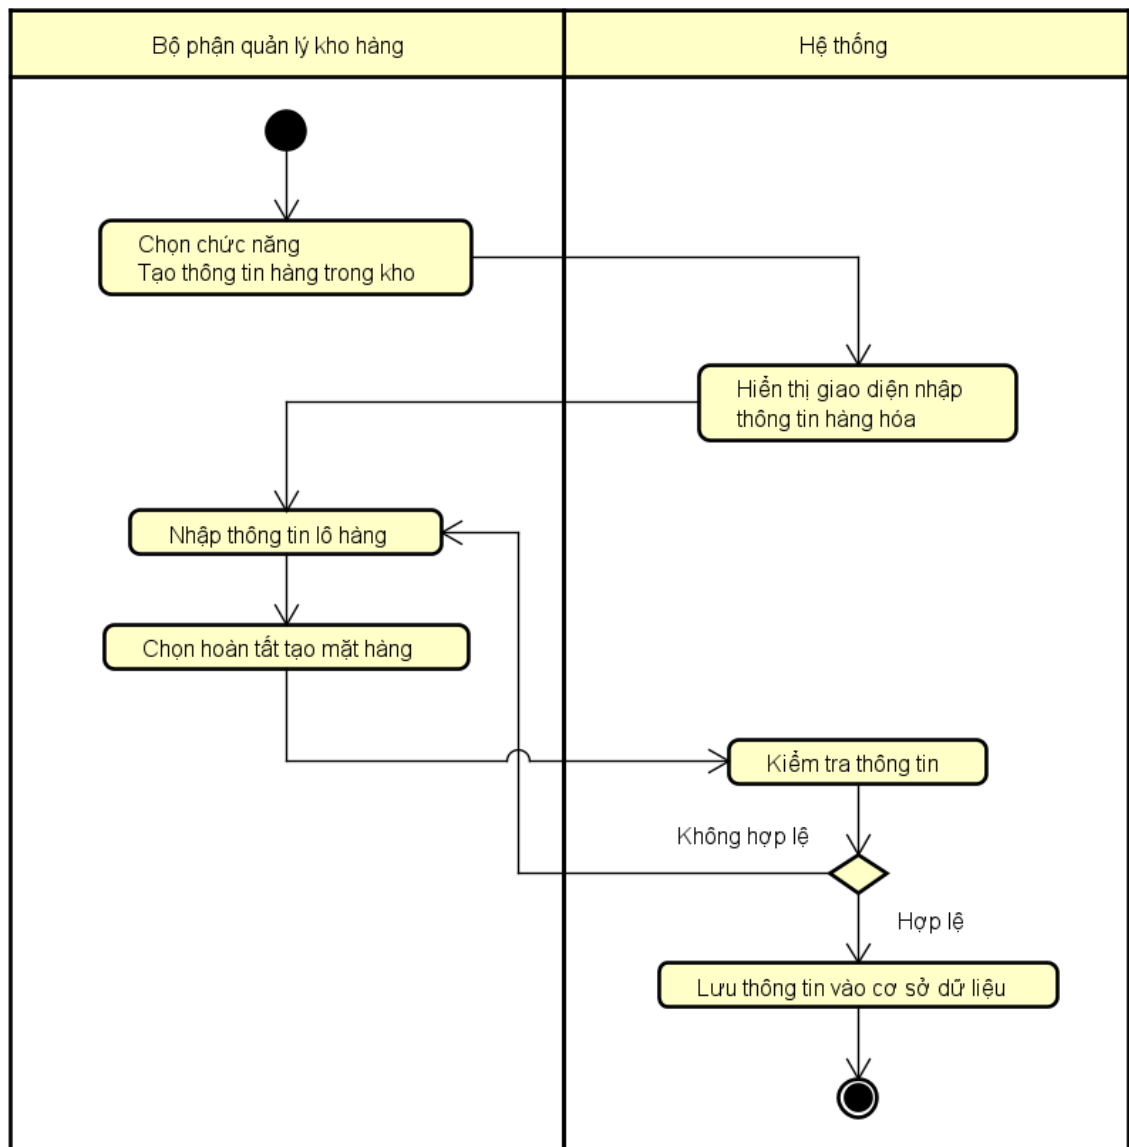 Bộ phận quản lý kho hàng
Hệ thống
Chọn chức năng
Tạo thông tin hàng trong kho
Hiển thị giao diện nhập
thông tin hàng hóa
Nhập thông tin lô hàng
Chọn hoàn tất tạo mặt hàng
Kiểm tra thông tin
Không hợp lệ
Hợp lệ
Lưu thông tin vào cơ sở dữ liệu